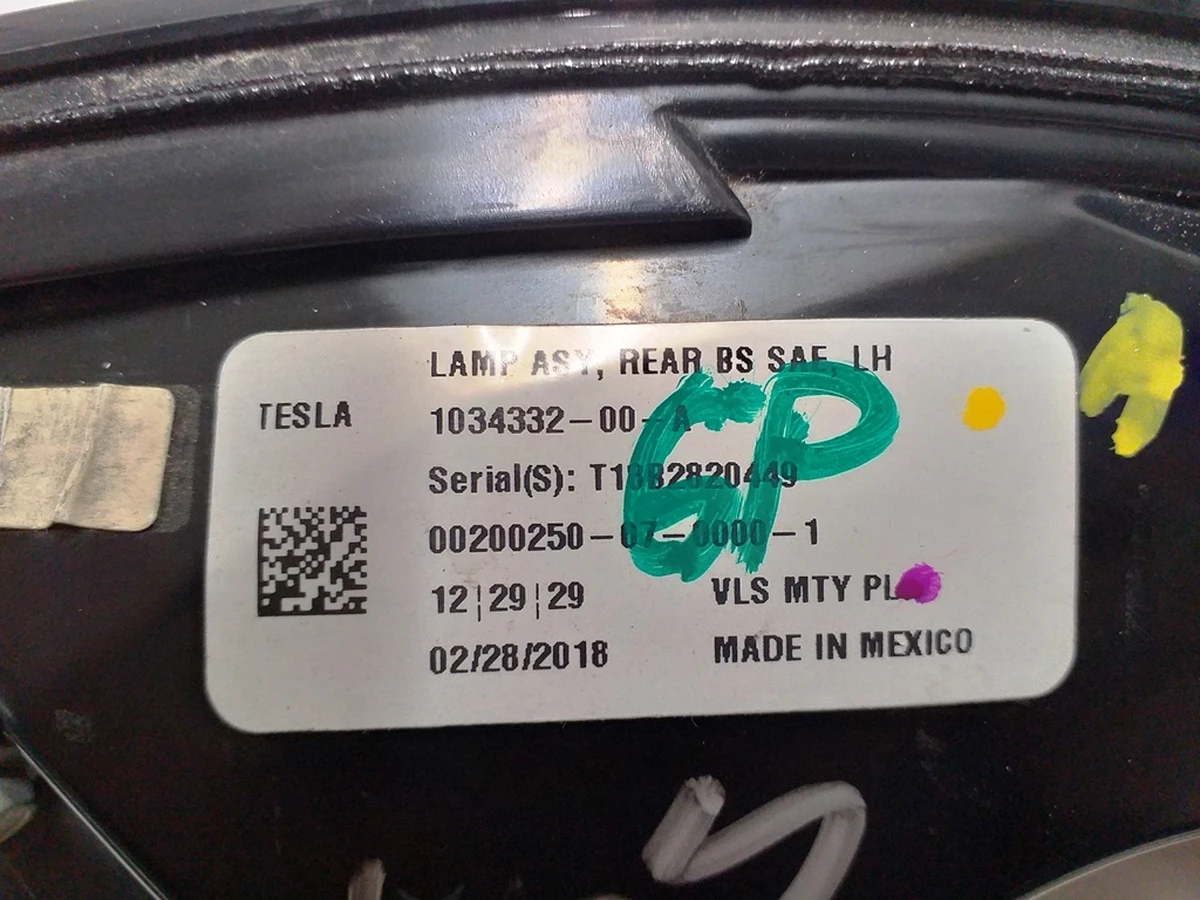 LAMP ASY, REAR BS SAE, LH
TESLA 1034332-00-A
Serial(S): T18B2820449
00200250-07-0000-1
12|29|29 VLS MTY
02/28/2018 MADE IN MEXICO
GP